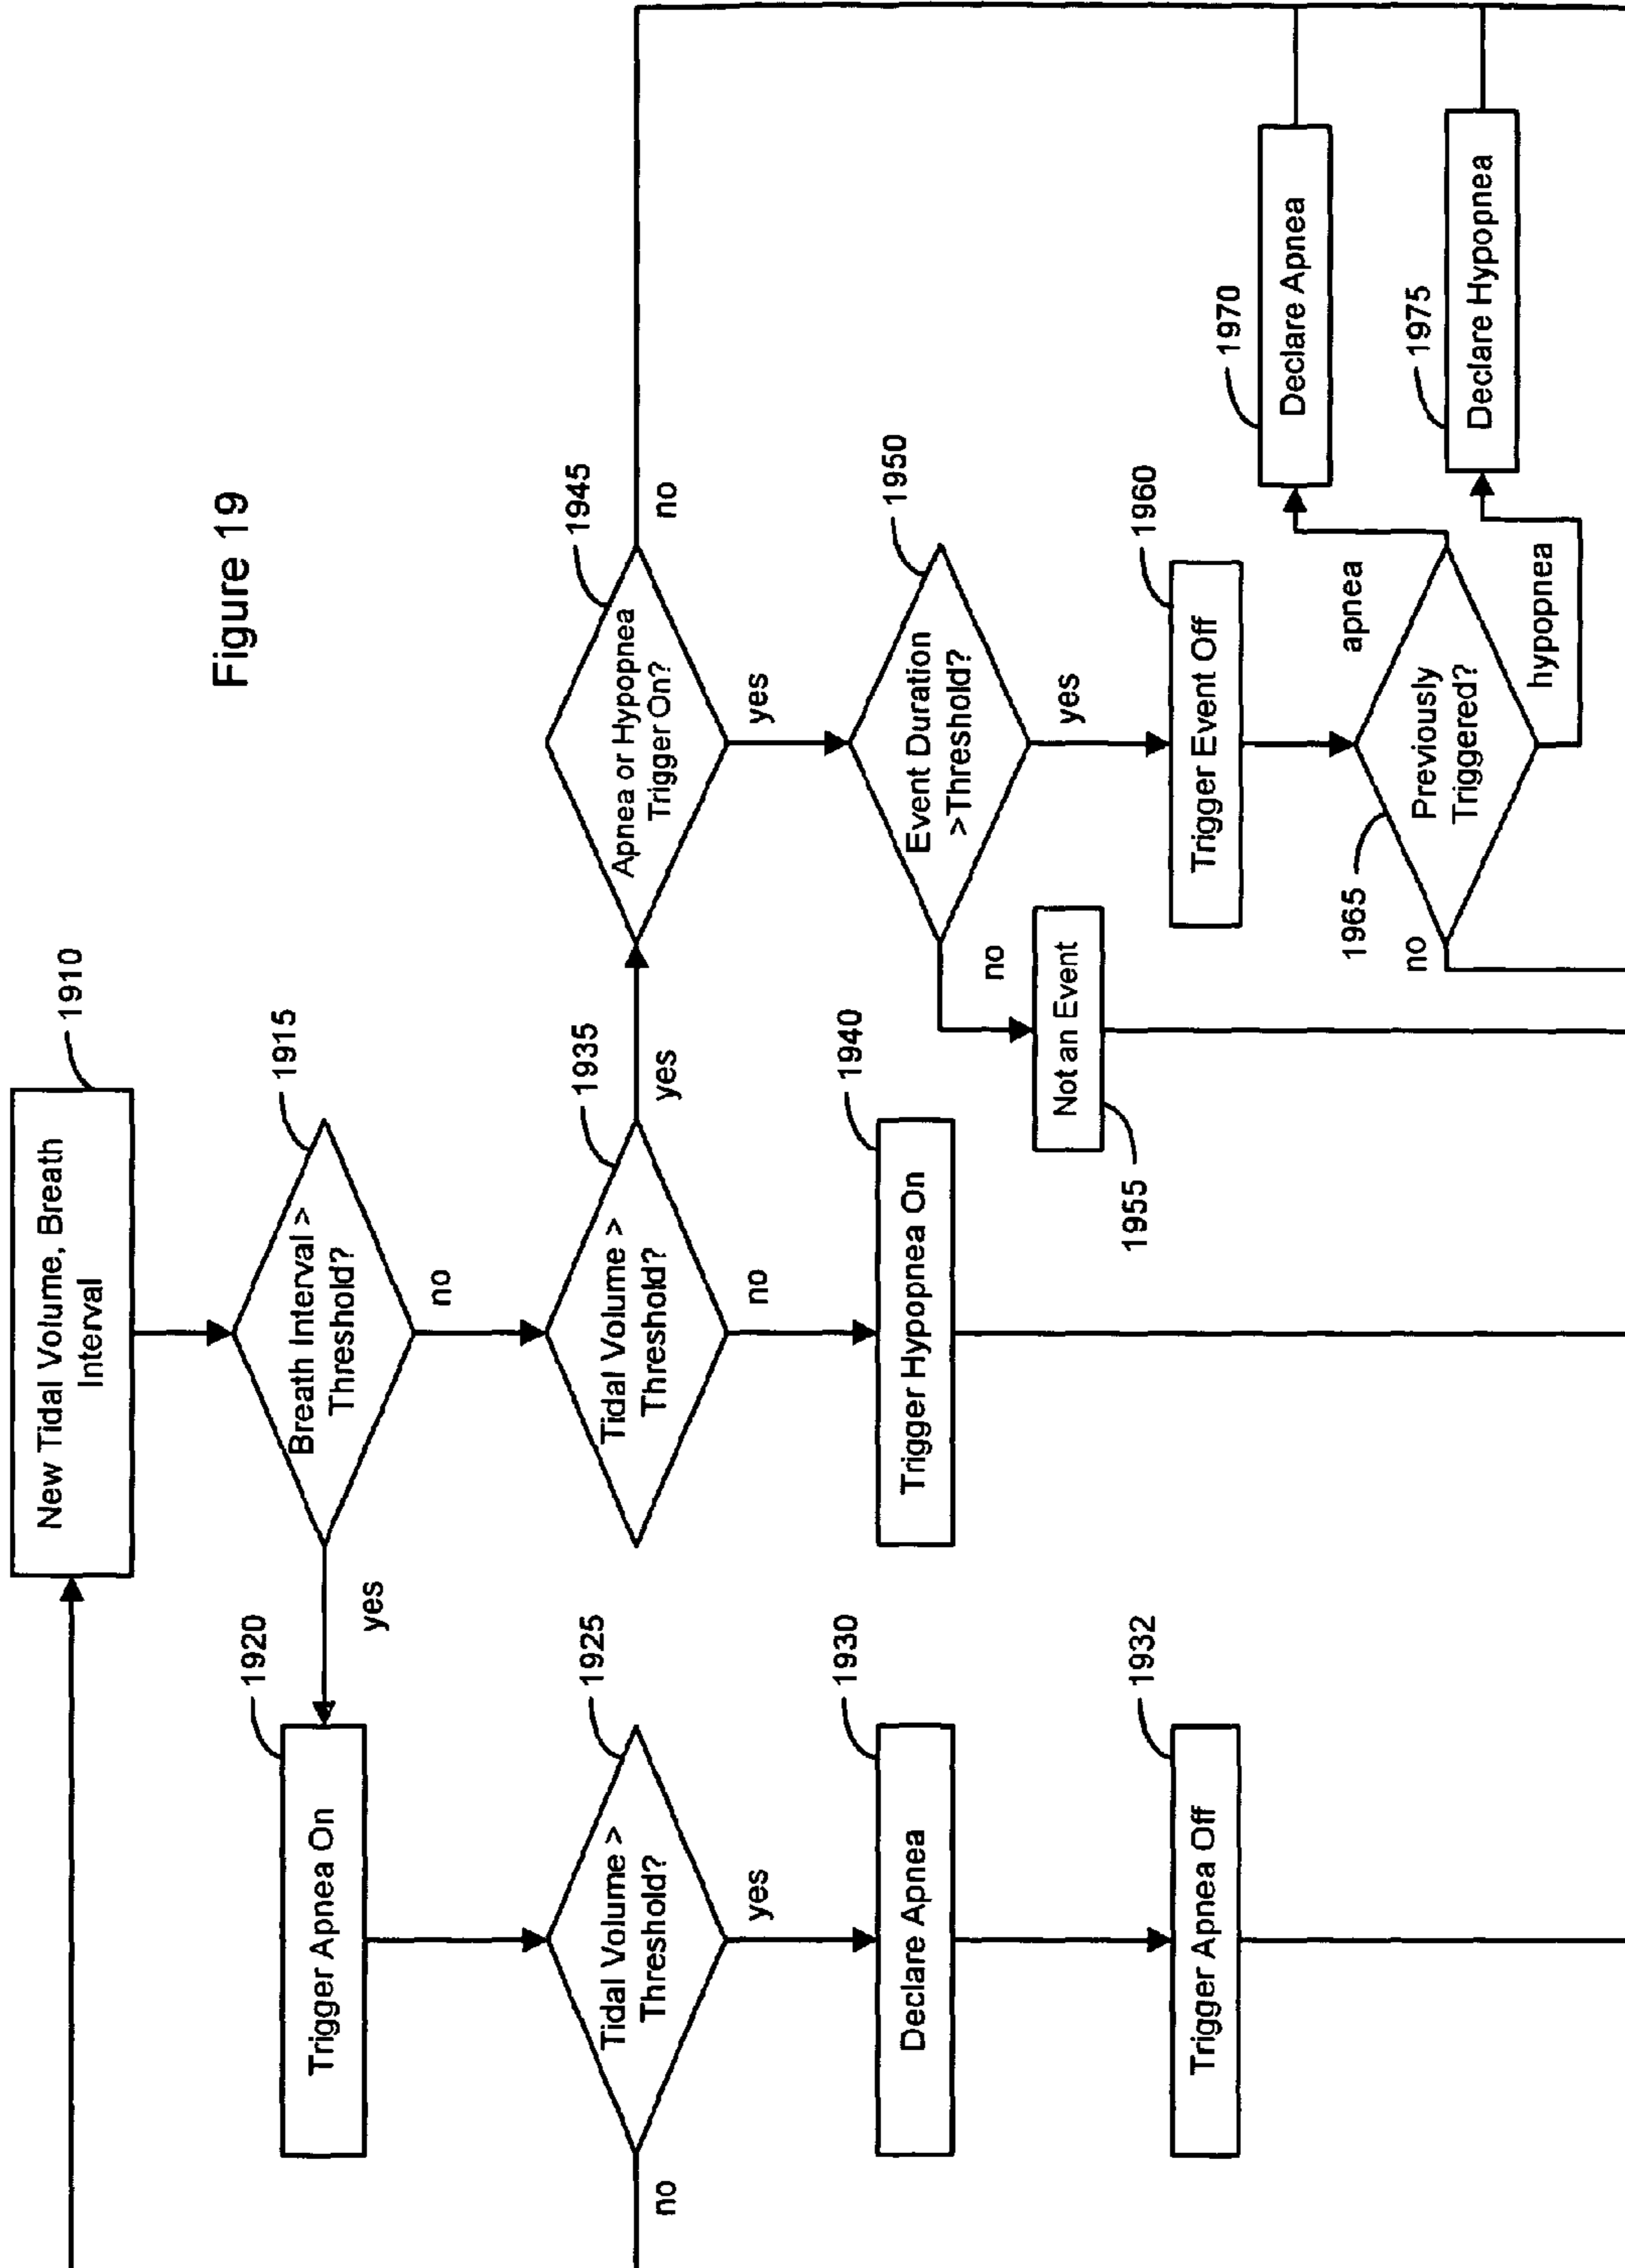 Figure 19
1910
New Tidal Volume, Breath
Interval
1915
Breath Interval >
Threshold?
yes
no
1920
Trigger Apnea On
1925
Tidal Volume >
Threshold?
no
yes
1930
Declare Apnea
1932
Trigger Apnea Off
1935
Tidal Volume >
Threshold?
yes
no
1940
Trigger Hypopnea On
1945
Apnea or Hypopnea
Trigger On?
no
yes
1950
Event Duration
>Threshold?
no
yes
Not an Event
1955
1960
Trigger Event Off
1965
Previously
Triggered?
no
apnea
hypopnea
1970
Declare Apnea
1975
Declare Hypopnea